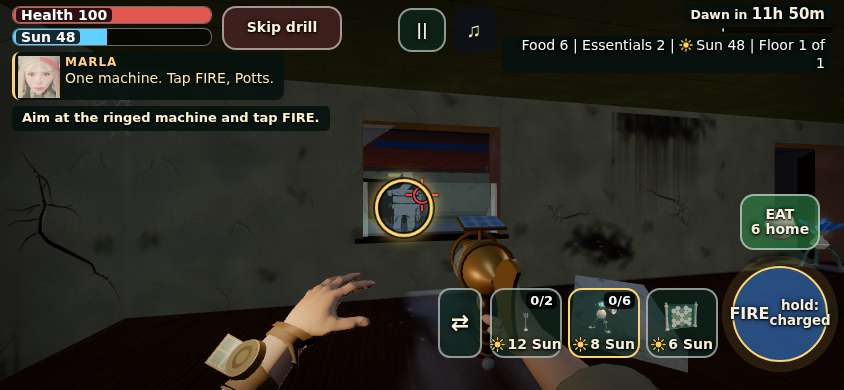 Health 100
Sun 48
Skip drill
Dawn in 11h 50m
Food 6 | Essentials 2 | ☀ Sun 48 | Floor 1 of
1
MARLA
One machine. Tap FIRE, Potts.
Aim at the ringed machine and tap FIRE.
EAT
6 home
FIRE
hold:
charged
0/2
12 Sun
0/6
8 Sun
6 Sun